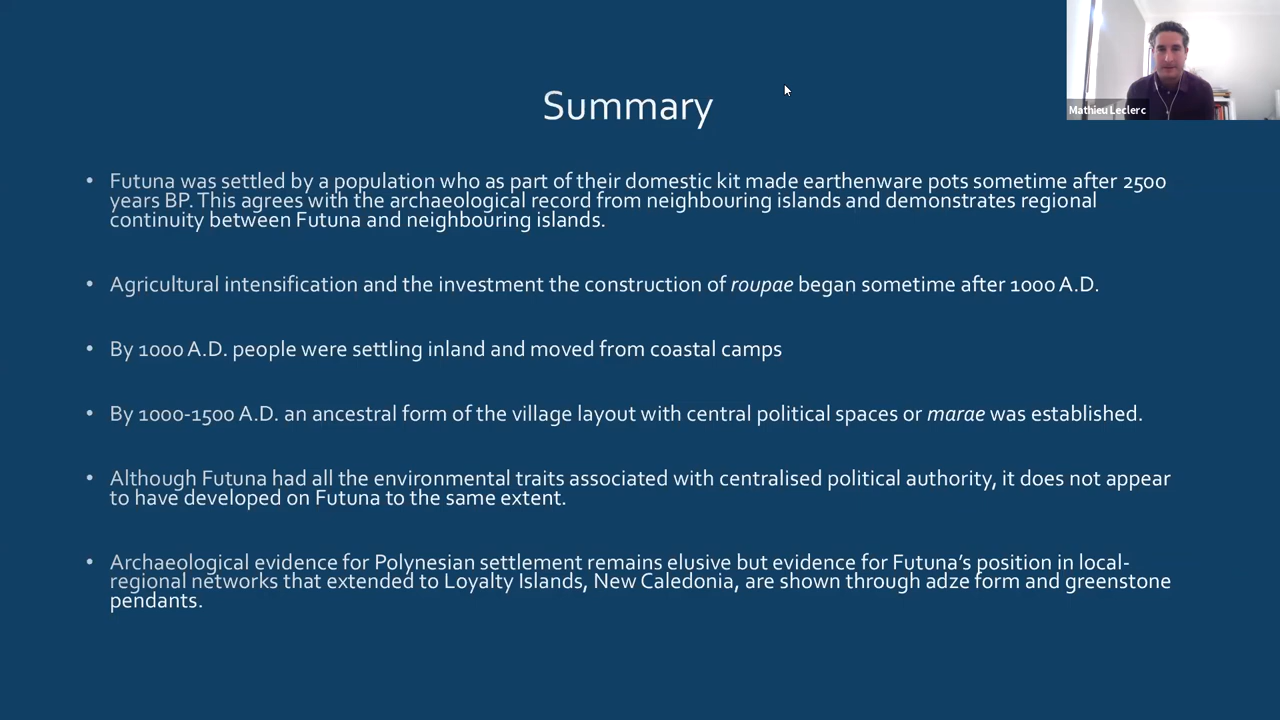 Mathieu Leclerc
Summary
• Futuna was settled by a population who as part of their domestic kit made earthenware pots sometime after 2500
years BP. This agrees with the archaeological record from neighbouring islands and demonstrates regional
continuity between Futuna and neighbouring islands.
• Agricultural intensification and the investment the construction of roupae began sometime after 1000 A.D.
• By 1000 A.D. people were settling inland and moved from coastal camps
• By 1000-1500 A.D. an ancestral form of the village layout with central political spaces or marae was established.
• Although Futuna had all the environmental traits associated with centralised political authority, it does not appear
to have developed on Futuna to the same extent.
• Archaeological evidence for Polynesian settlement remains elusive but evidence for Futuna’s position in local-
regional networks that extended to Loyalty Islands, New Caledonia, are shown through adze form and greenstone
pendants.